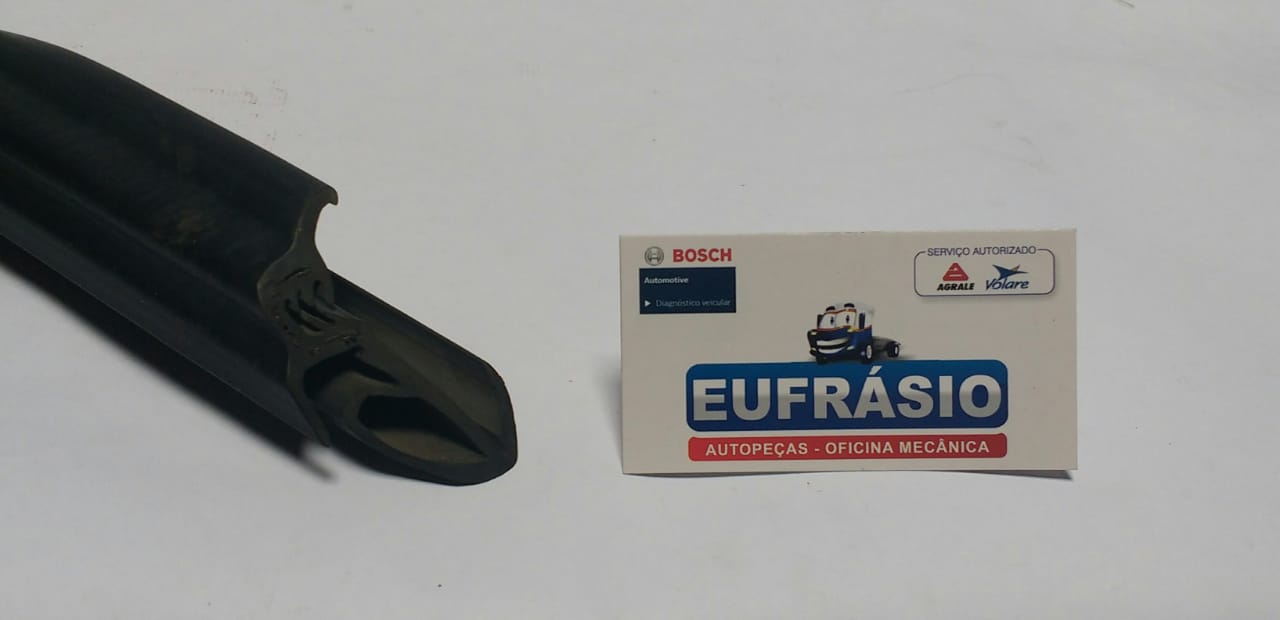 BOSCH
Automotive
Diagnóstico veicular
SERVIÇO AUTORIZADO
AGRALE
Volare
EUFRÁSIO
AUTOPEÇAS - OFICINA MECÂNICA